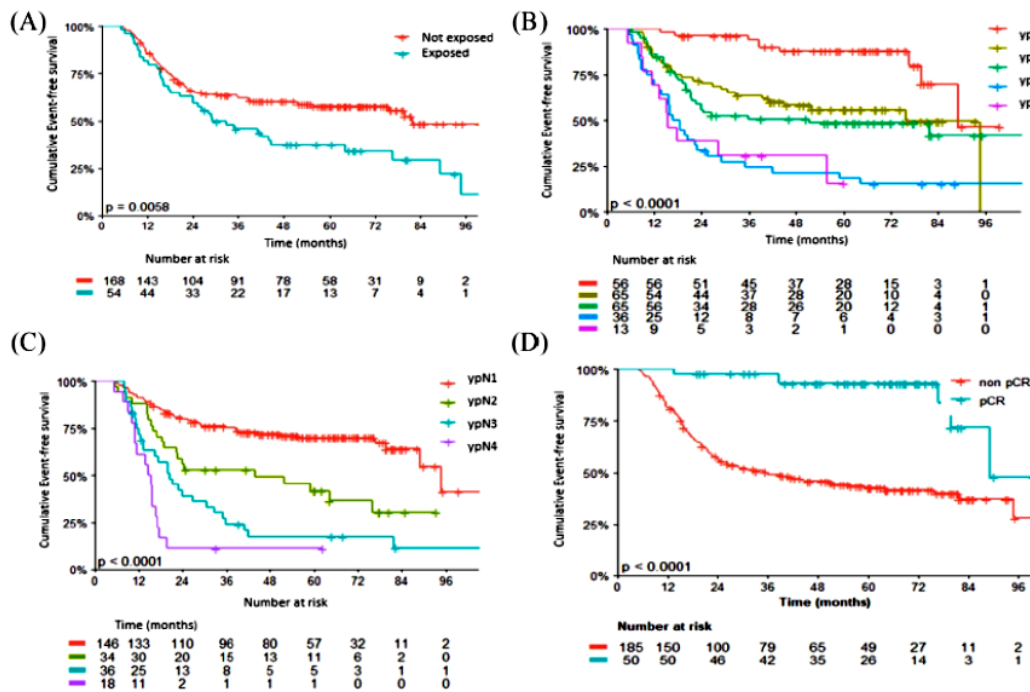 (A)
Cumulative Event-free survival
100%
75%
50%
25%
0%
Not exposed
Exposed
p = 0.0058
0 12 24 36 48 60 72 84 96
Time (months)
Number at risk
168 143 104 91 78 58 31 9 2
54 44 33 22 17 13 7 4 1
(B)
Cumulative Event-free survival
100%
75%
50%
25%
0%
yp
yp
yp
yp
yp
p < 0.0001
0 12 24 36 48 60 72 84 96
Time (months)
Number at risk
56 56 51 45 37 28 15 3 1
65 54 44 37 28 20 10 4 0
65 56 34 28 26 20 12 4 1
36 25 12 8 7 6 4 3 1
13 9 5 3 2 1 0 0 0
(C)
Cumulative Event-free survival
100%
75%
50%
25%
0%
ypN1
ypN2
ypN3
ypN4
p < 0.0001
0 12 24 36 48 60 72 84 96
Number at risk
Time (months)
146 133 110 96 80 57 32 11 2
34 30 20 15 13 11 6 2 0
36 25 13 8 5 5 3 1 1
18 11 2 1 1 1 0 0 0
(D)
Cumulative Event-free survival
100%
75%
50%
25%
0%
non pCR
pCR
p < 0.0001
0 12 24 36 48 60 72 84 96
Time (months)
Number at risk
185 150 100 79 65 49 27 11 2
50 50 46 42 35 26 14 3 1